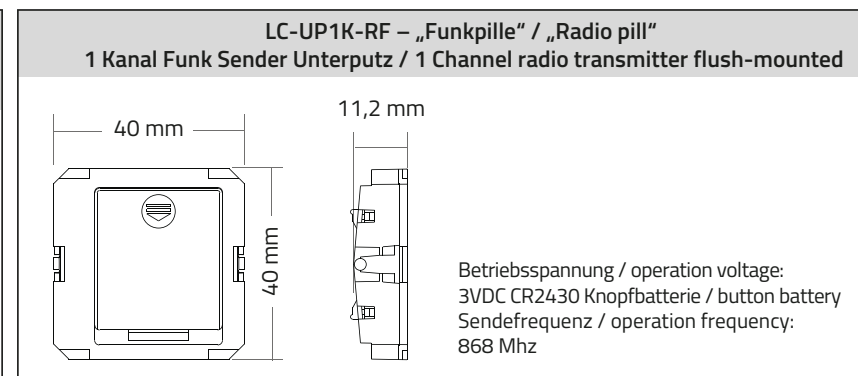 LC-UP1K-RF – „Funkpille“ / „Radio pill“
1 Kanal Funk Sender Unterputz / 1 Channel radio transmitter flush-mounted
11,2 mm
40 mm
40 mm
Betriebsspannung / operation voltage:
3VDC CR2430 Knopfbatterie / button battery
Sendefrequenz / operation frequency:
868 Mhz